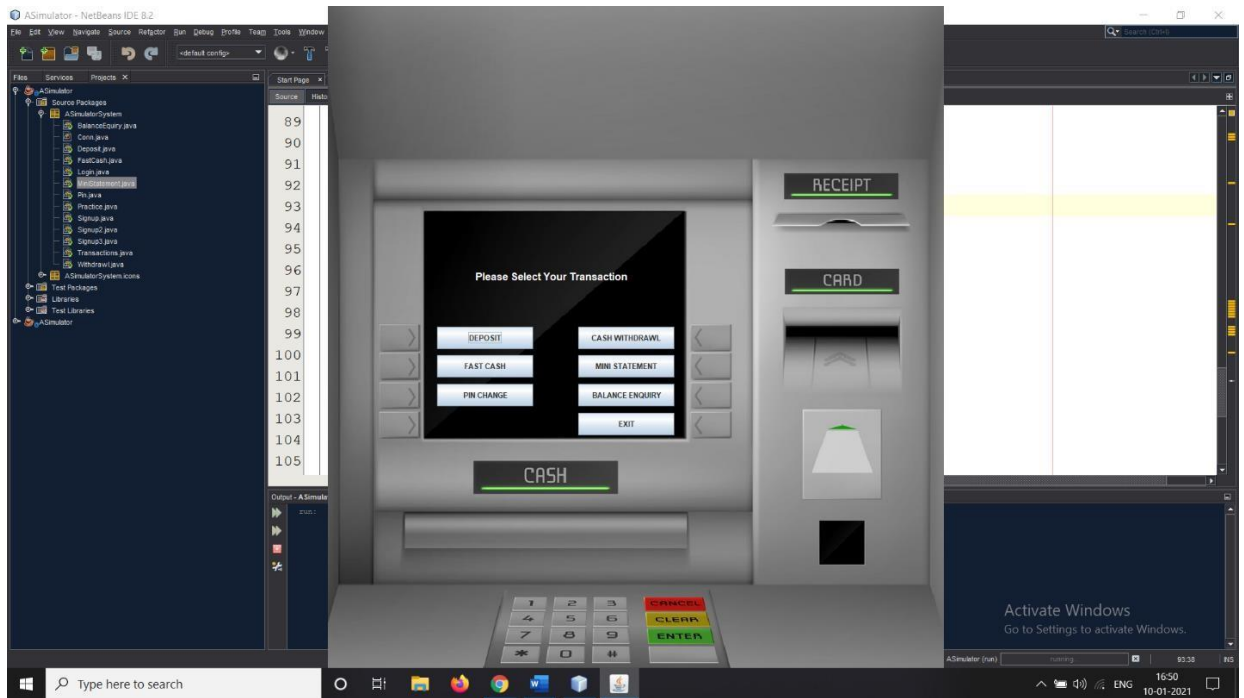 ASimulator - NetBeans IDE 8.2
File Edit View Navigate Source Refactor Run Debug Profile Team Tools Window
Search (Ctrl+I)
<default config>
Files Services Projects
Start Page
Source Histo
ASimulator
Source Packages
ASimulatorSystem
BalanceEquiry.java
Conn.java
Deposit.java
FastCash.java
Login.java
MiniStatement.java
Pin.java
Practice.java
Signup.java
Signup2.java
Signup3.java
Transactions.java
Withdrawl.java
ASimulatorSystem.icons
Test Packages
Libraries
Test Libraries
ASimulator
89
90
91
92
93
94
95
96
97
98
99
100
101
102
103
104
105
Output - ASimula
run:
RECEIPT
CARD
Please Select Your Transaction
DEPOSIT CASH WITHDRAWL
FAST CASH MINI STATEMENT
PIN CHANGE BALANCE ENQUIRY
EXIT
CASH
1 2 3 CANCEL
4 5 6 CLEAR
7 8 9 ENTER
* 0 #
Activate Windows
Go to Settings to activate Windows.
ASimulator (run) running... 93:38 INS
Type here to search
ENG 16:50
10-01-2021